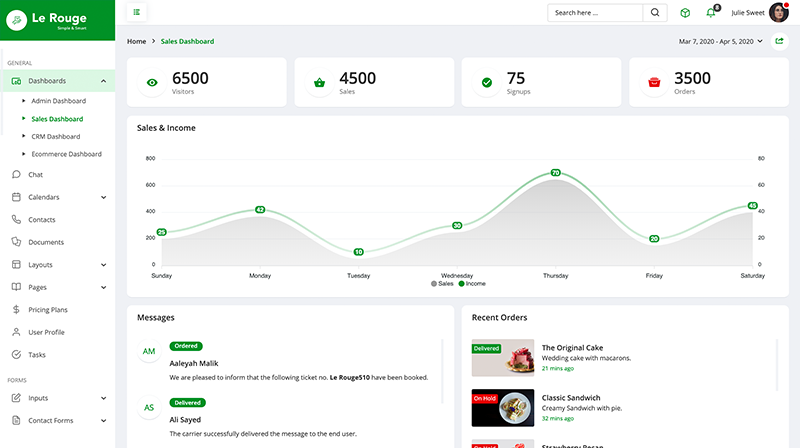 Le Rouge
Simple & Smart
Search here ...
8
Julie Sweet
GENERAL
Dashboards
Admin Dashboard
Sales Dashboard
CRM Dashboard
Ecommerce Dashboard
Chat
Calendars
Contacts
Documents
Layouts
Pages
Pricing Plans
User Profile
Tasks
FORMS
Inputs
Contact Forms
Home > Sales Dashboard
Mar 7, 2020 - Apr 5, 2020
6500
Visitors
4500
Sales
75
Signups
3500
Orders
Sales & Income
800
600
400
200
0
80
60
40
20
0
25
42
10
30
70
20
45
Sunday
Monday
Tuesday
Wednesday
Thursday
Friday
Saturday
Sales
Income
Messages
AM
Ordered
Aaleyah Malik
We are pleased to inform that the following ticket no. Le Rouge510 have been booked.
AS
Delivered
Ali Sayed
The carrier successfully delivered the message to the end user.
Recent Orders
Delivered
The Original Cake
Wedding cake with macarons.
21 mins ago
On Hold
Classic Sandwich
Creamy Sandwich with pie.
32 mins ago